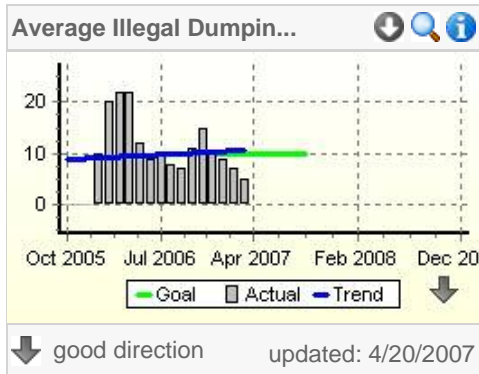 Average Illegal Dumpin...
20
10
0
Oct 2005 Jul 2006 Apr 2007 Feb 2008 Dec 20
Goal Actual Trend
good direction updated: 4/20/2007